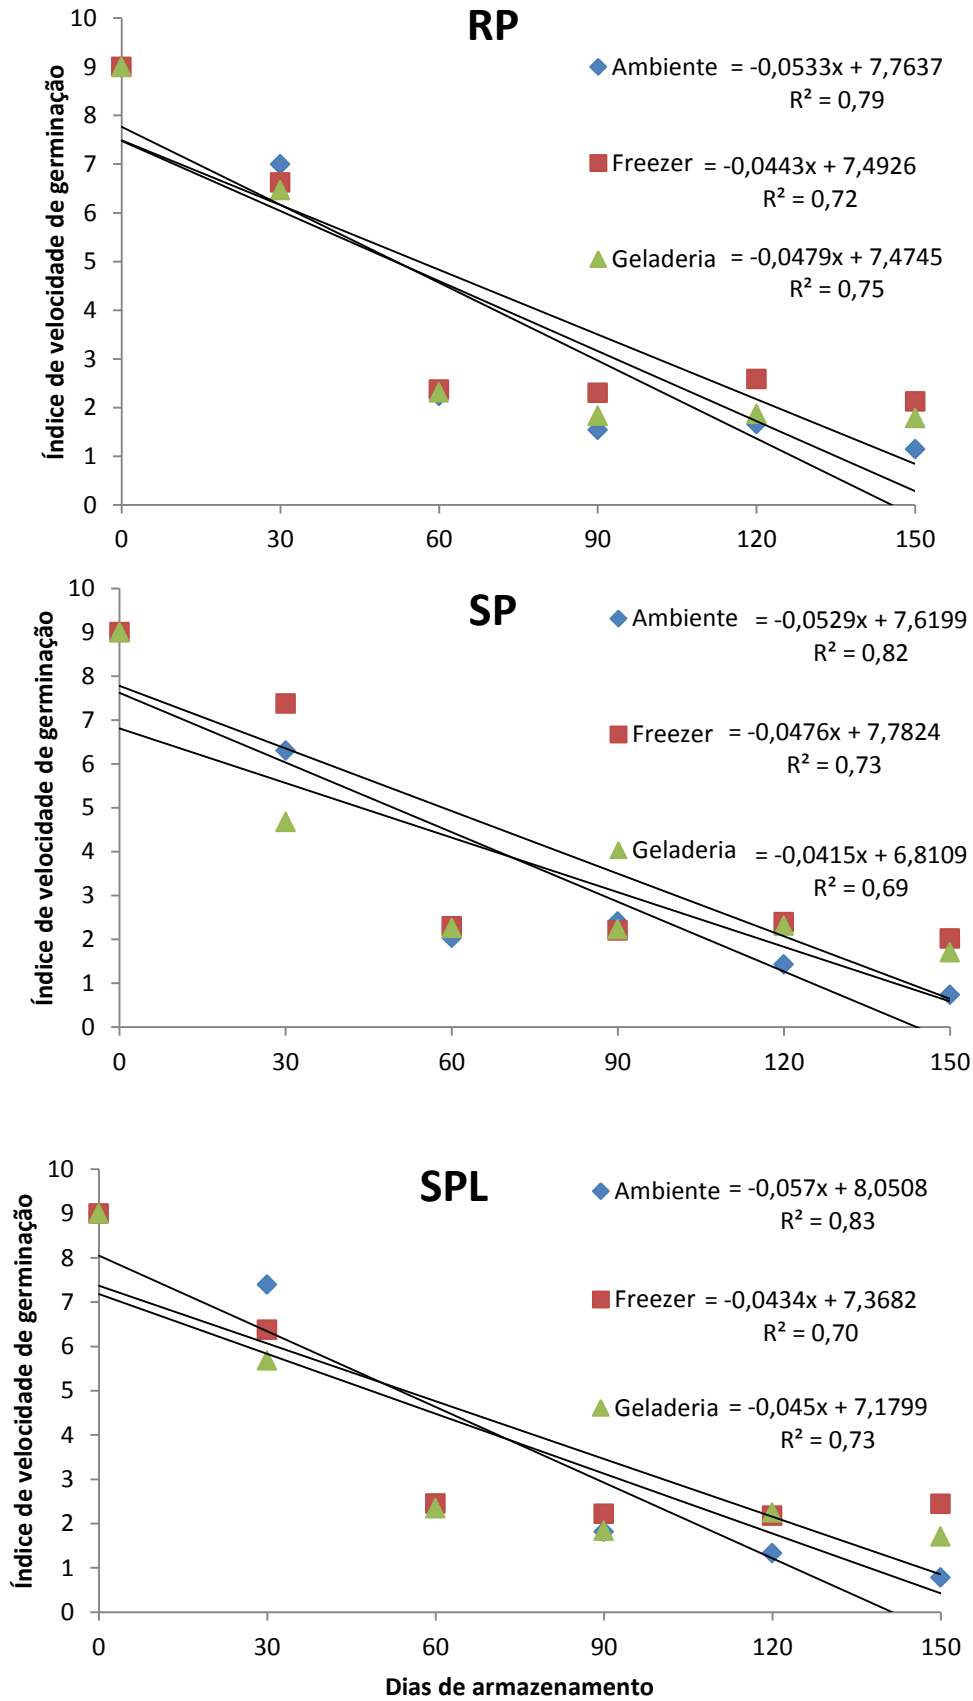 RP
Índice de velocidade de germinação
10
9
8
7
6
5
4
3
2
1
0
0 30 60 90 120 150
Ambiente = -0,0533x + 7,7637
R² = 0,79
Freezer = -0,0443x + 7,4926
R² = 0,72
Geladeria = -0,0479x + 7,4745
R² = 0,75
SP
Índice de velocidade de germinação
10
9
8
7
6
5
4
3
2
1
0
0 30 60 90 120 150
Ambiente = -0,0529x + 7,6199
R² = 0,82
Freezer = -0,0476x + 7,7824
R² = 0,73
Geladeria = -0,0415x + 6,8109
R² = 0,69
SPL
Índice de velocidade de germinação
10
9
8
7
6
5
4
3
2
1
0
0 30 60 90 120 150
Ambiente = -0,057x + 8,0508
R² = 0,83
Freezer = -0,0434x + 7,3682
R² = 0,70
Geladeria = -0,045x + 7,1799
R² = 0,73
Dias de armazenamento